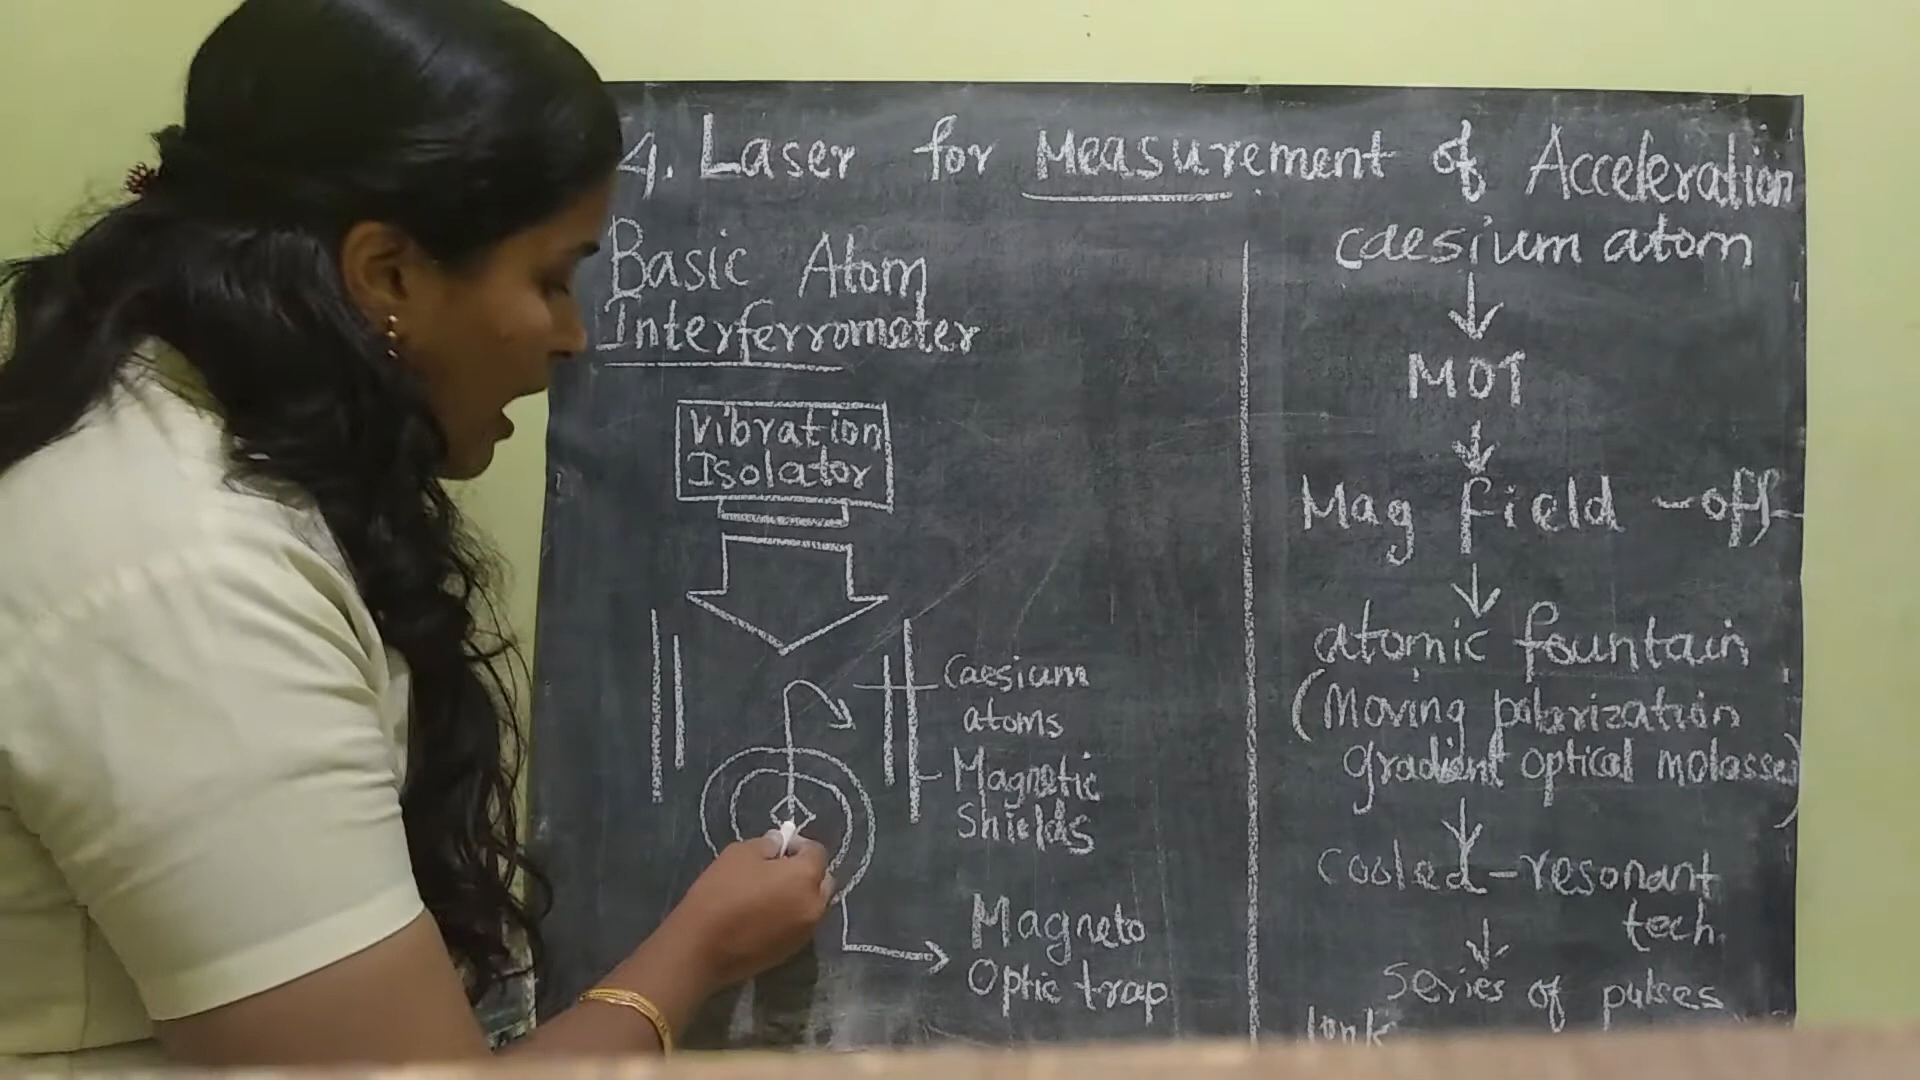 4. Laser for Measurement of Acceleration
Basic Atom
Interferrometer
Vibration
Isolator
Caesium
atoms
Magnetic
Shields
Magneto
Optic trap
caesium atom
MOT
Mag field - off
atomic fountain
(Moving polarization
gradient optical molasses)
cooled - resonant
tech.
series of pulses